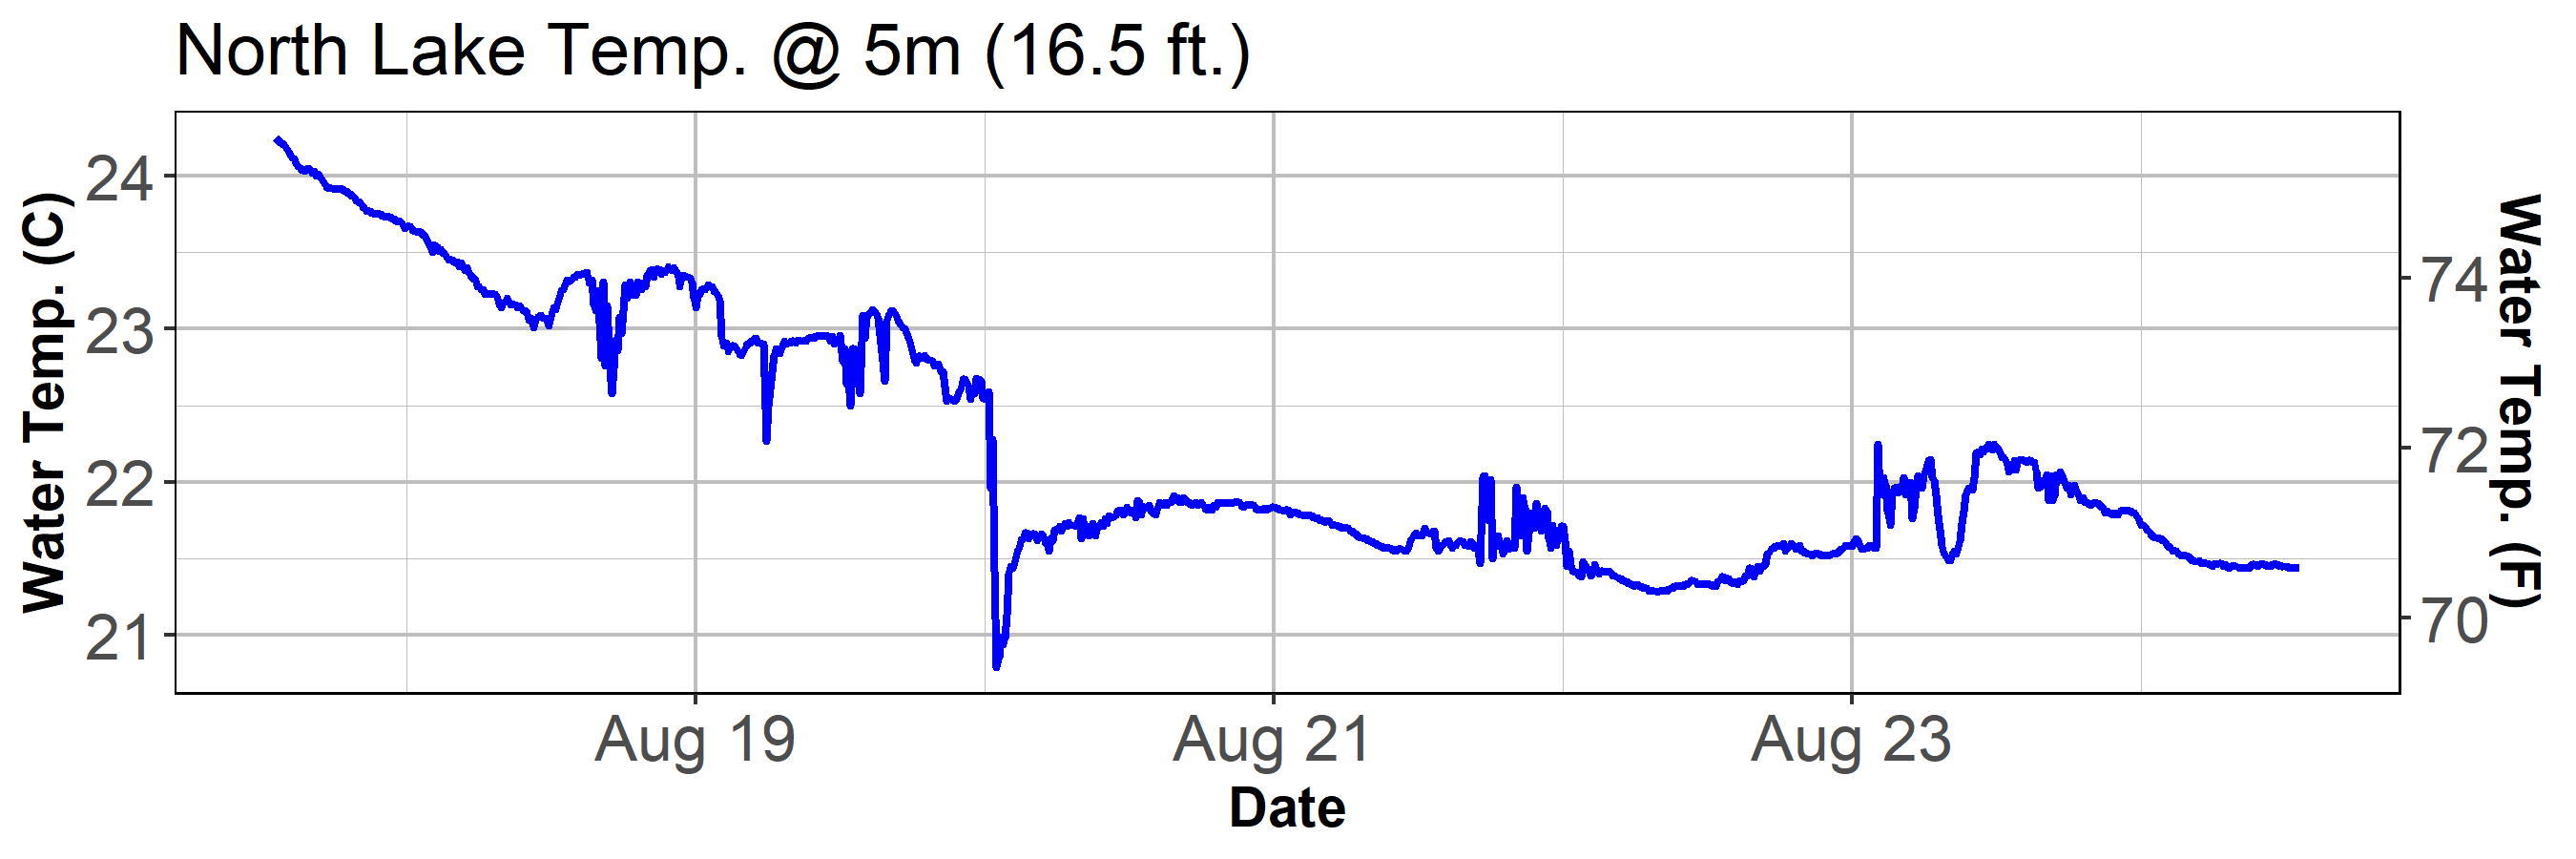 North Lake Temp. @ 5m (16.5 ft.)
Water Temp. (C)
24
23
22
21
Water Temp. (F)
74
72
70
Aug 19
Aug 21
Aug 23
Date